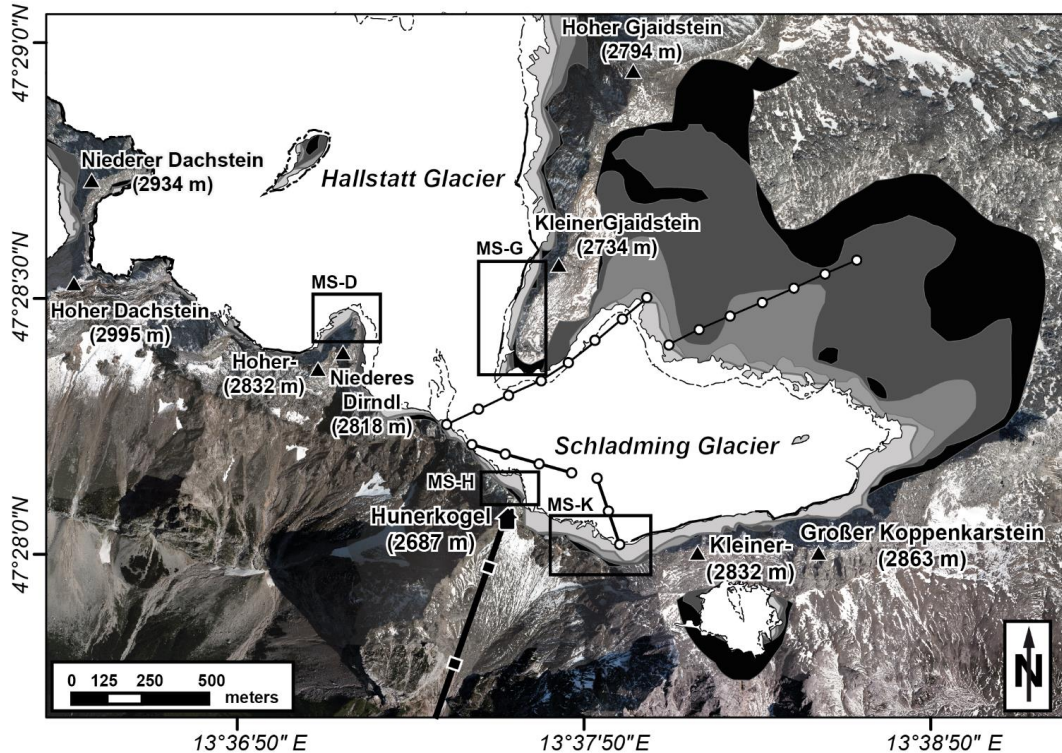 Hoher Gjaidstein
(2794 m)
47°29'0"N
Niederer Dachstein
(2934 m)
Hallstatt Glacier
KleinerGjaidstein
(2734 m)
MS-G
47°28'30"N
MS-D
Hoher Dachstein
(2995 m)
Hoher-
(2832 m)
Niederes
Dirndl
(2818 m)
Schladming Glacier
MS-H
MS-K
Hunerkogel
(2687 m)
47°28'0"N
Kleiner-
(2832 m)
Großer Koppenkarstein
(2863 m)
0 125 250 500
meters
N
13°36'50" E
13°37'50" E
13°38'50" E